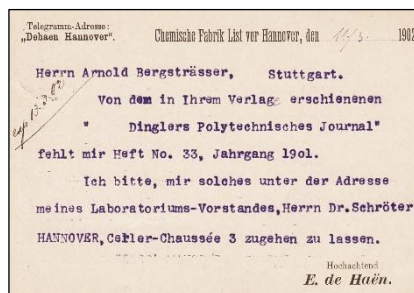 Telegramm-Adresse:
„Dehaen Hannover".
Chemische Fabrik List vor Hannover, den 11/3. 1902
Herrn Arnold Bergsträsser, Stuttgart.
Von dem in Ihrem Verlage erschienenen
" Dinglers Polytechnisches Journal"
fehlt mir Heft No. 33, Jahrgang 19o1.
Ich bitte, mir solches unter der Adresse
meines Laboratoriums-Vorstandes,Herrn Dr.Schröter
HANNOVER,Celler-Chaussée 3 zugehen zu lassen.
Hochachtend
E. de Haën.